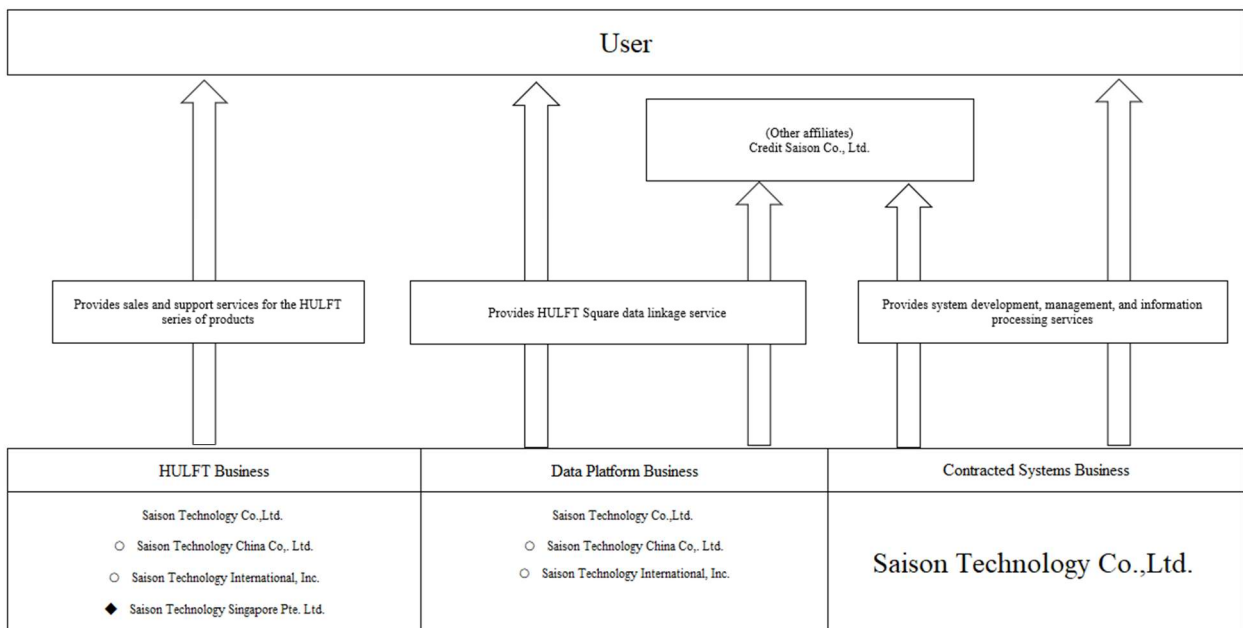 User
(Other affiliates)
Credit Saison Co., Ltd.
Provides sales and support services for the HULFT
series of products
Provides HULFT Square data linkage service
Provides system development, management, and information
processing services
HULFT Business
Data Platform Business
Contracted Systems Business
Saison Technology Co.,Ltd.
○ Saison Technology China Co,. Ltd.
○ Saison Technology International, Inc.
◆ Saison Technology Singapore Pte. Ltd.
Saison Technology Co.,Ltd.
○ Saison Technology China Co,. Ltd.
○ Saison Technology International, Inc.
Saison Technology Co.,Ltd.